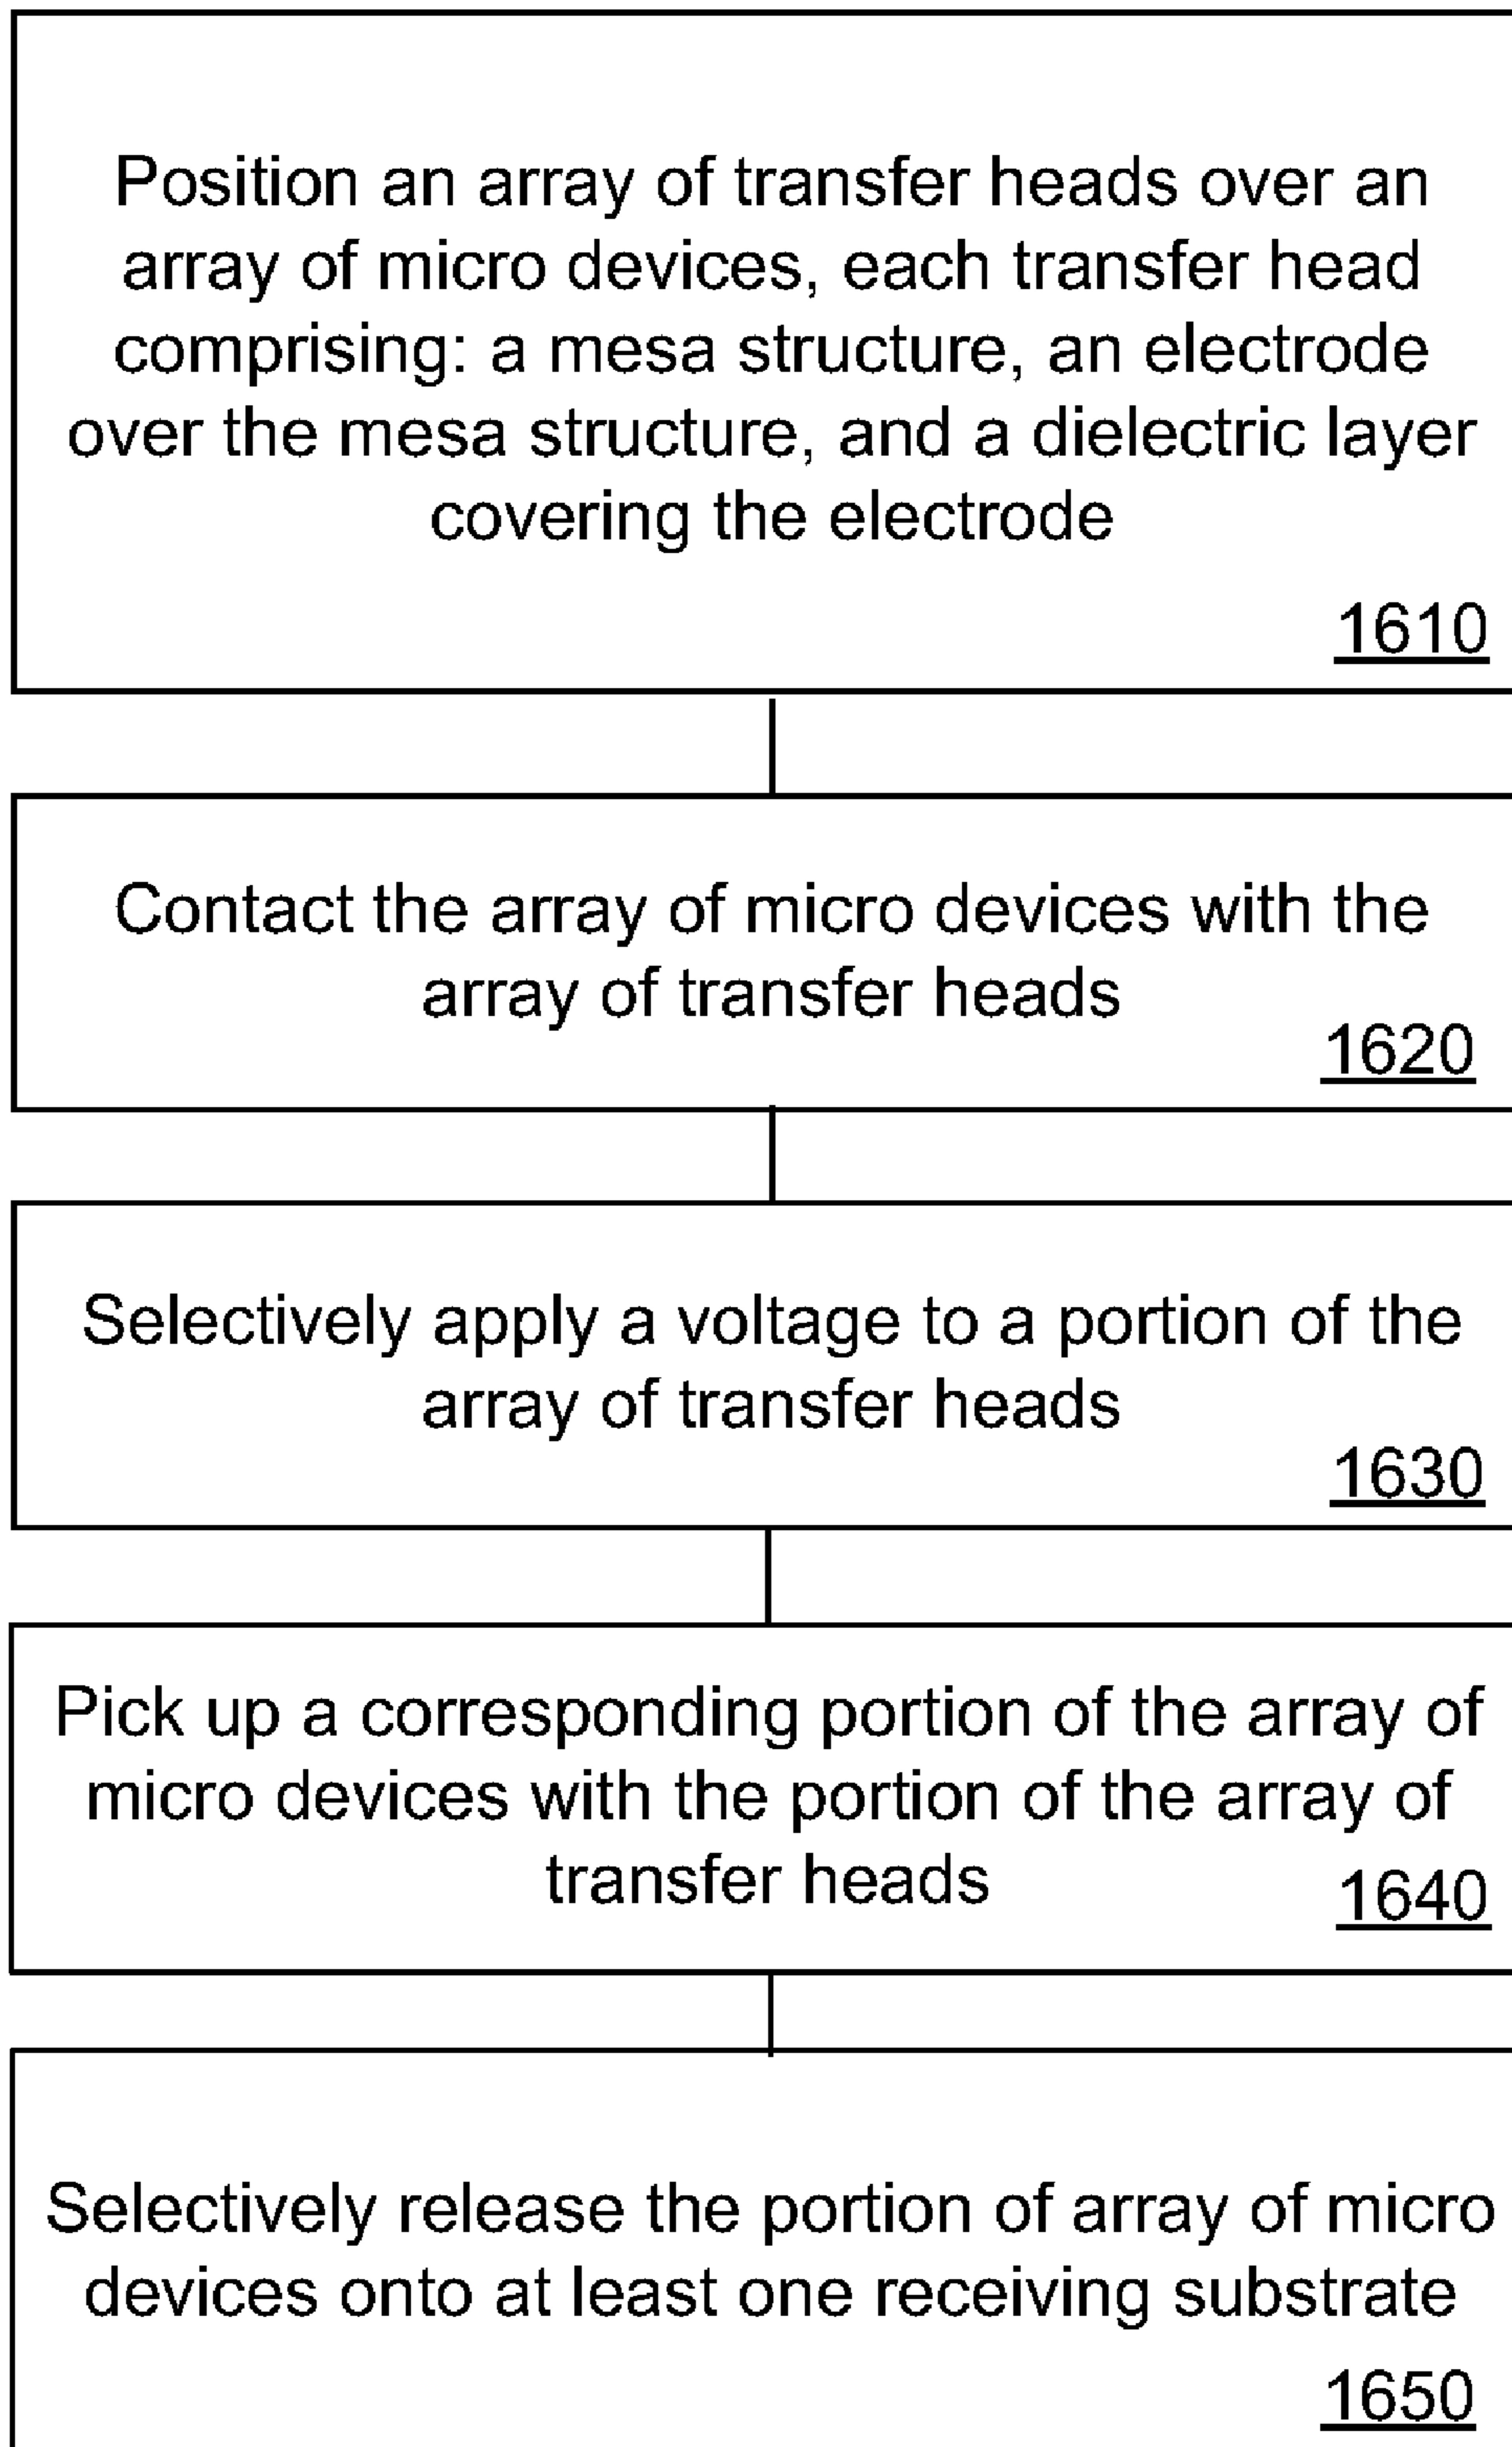 Position an array of transfer heads over an
array of micro devices, each transfer head
comprising: a mesa structure, an electrode
over the mesa structure, and a dielectric layer
covering the electrode
1610
Contact the array of micro devices with the
array of transfer heads
1620
Selectively apply a voltage to a portion of the
array of transfer heads
1630
Pick up a corresponding portion of the array of
micro devices with the portion of the array of
transfer heads
1640
Selectively release the portion of array of micro
devices onto at least one receiving substrate
1650